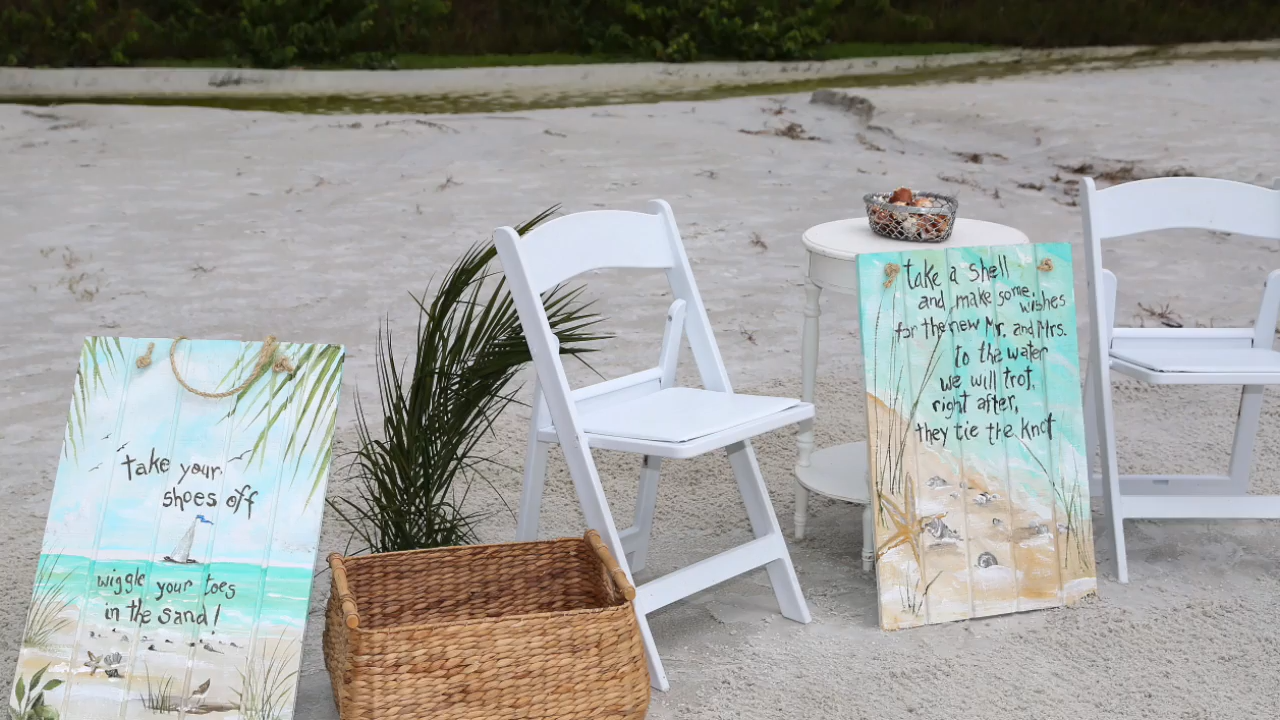 take your
shoes off
wiggle your toes
in the sand!
take a shell
and make some wishes
for the new Mr. and Mrs.
to the water
we will trot,
right after,
they tie the knot